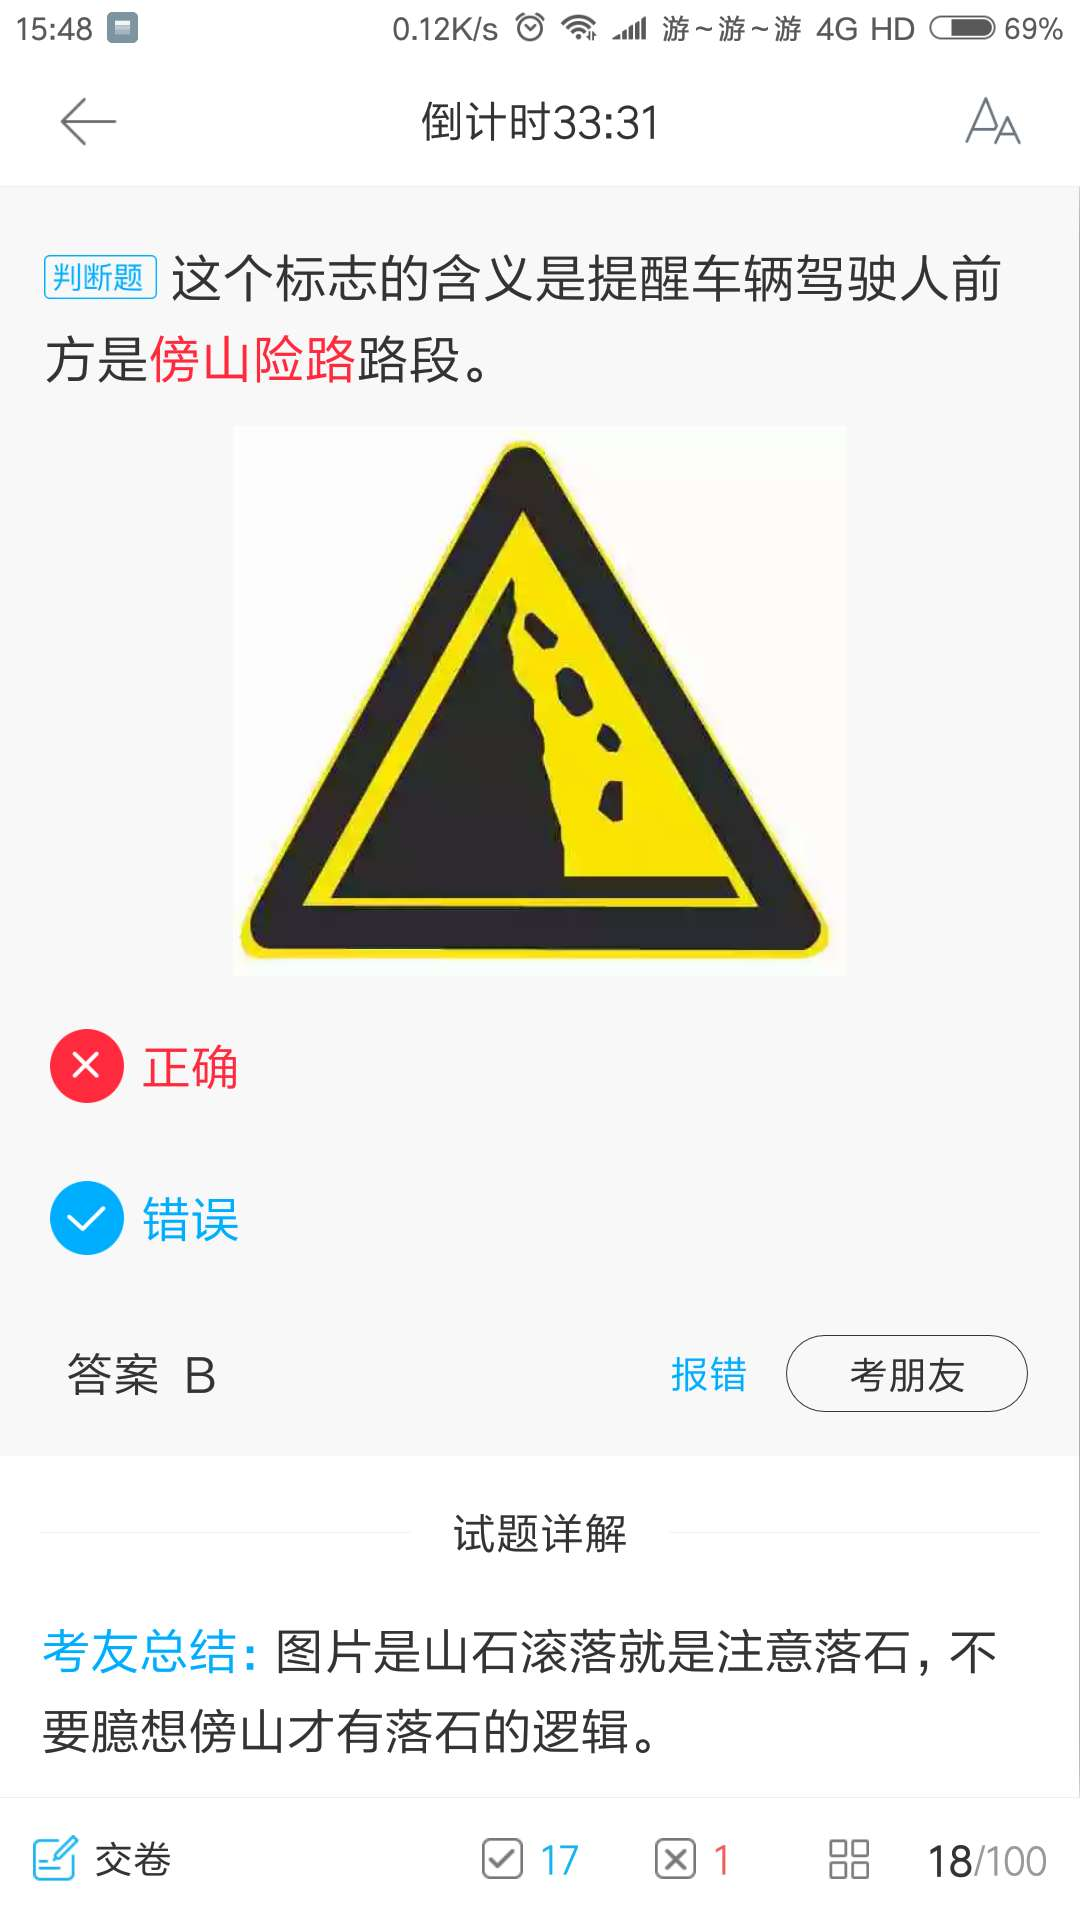 15:48 0.12K/s 游~游~游 4G HD 69%
倒计时33:31
判断题 这个标志的含义是提醒车辆驾驶人前
方是傍山险路路段。
正确
错误
答案 B 报错 考朋友
试题详解
考友总结：图片是山石滚落就是注意落石，不
要臆想傍山才有落石的逻辑。
交卷 17 1 18/100